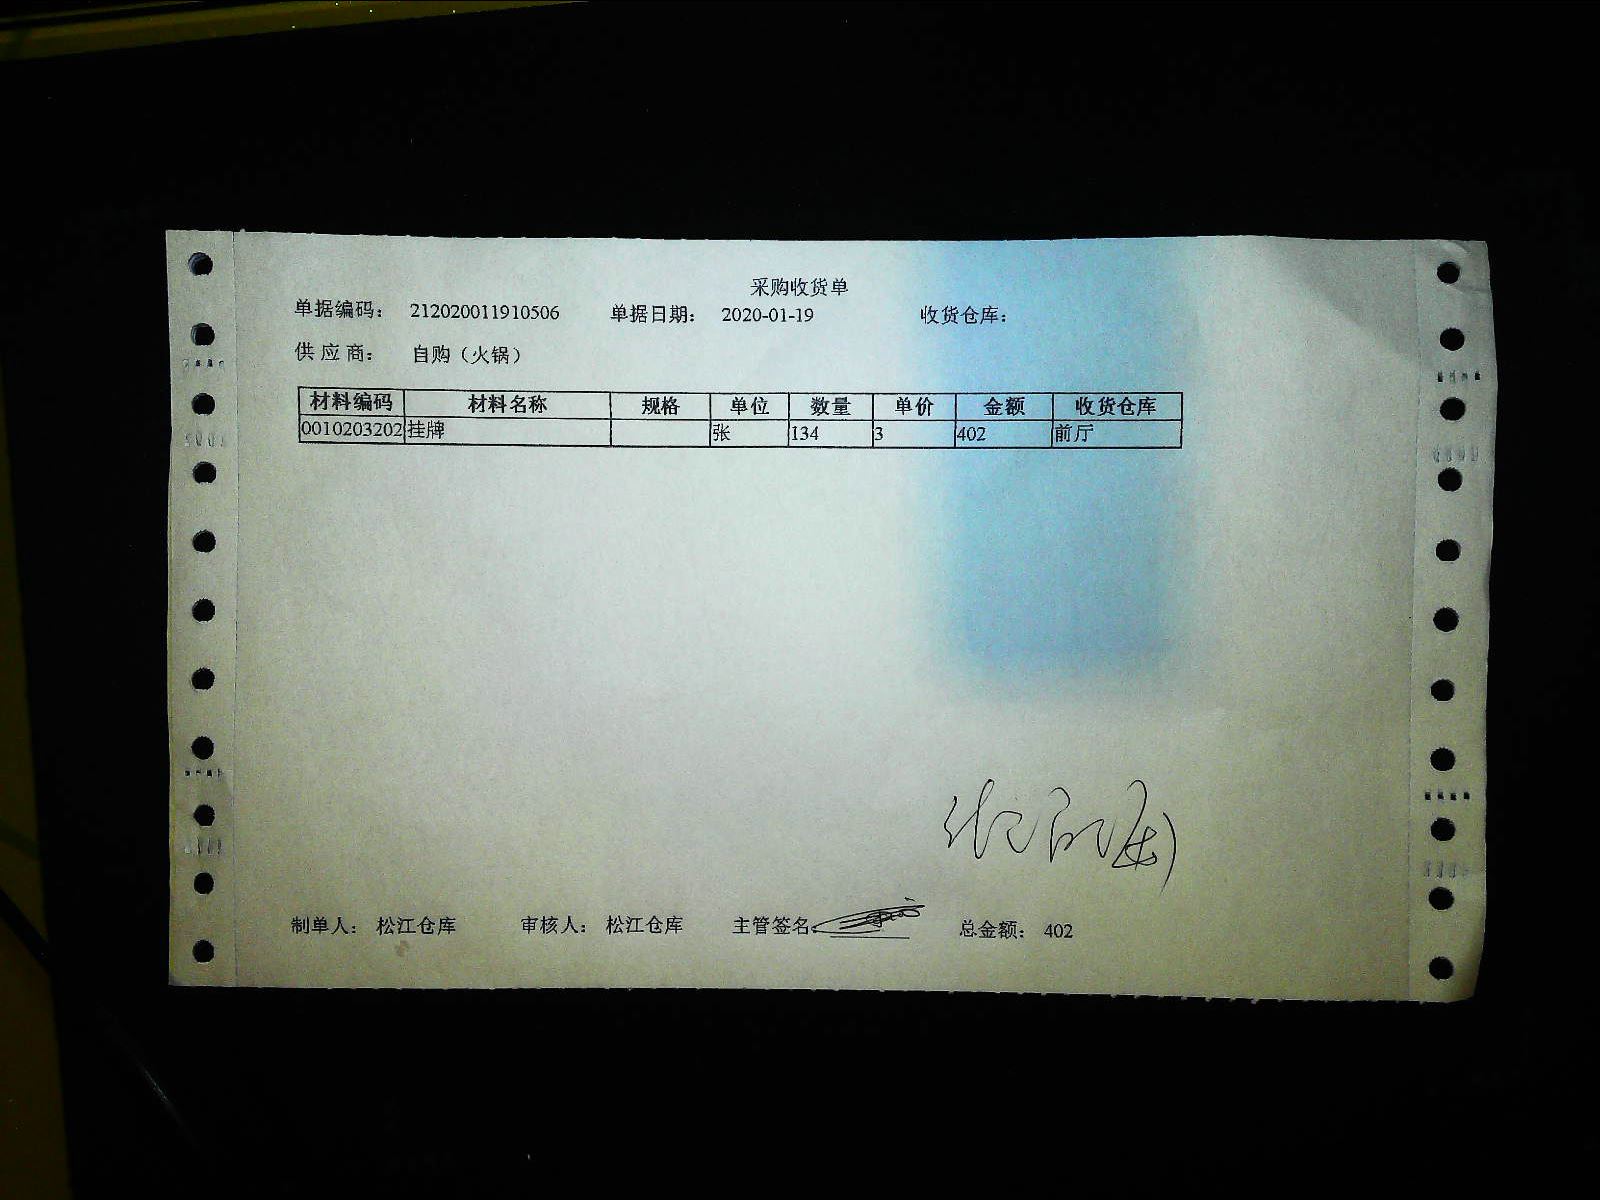 采购收货单
单据编码: 212020011910506 单据日期: 2020-01-19 收货仓库:
供应商: 自购（火锅）
材料编码 材料名称 规格 单位 数量 单价 金额 收货仓库
0010203202 挂牌 张 134 3 402 前厅
制单人: 松江仓库 审核人: 松江仓库 主管签名: 总金额: 402